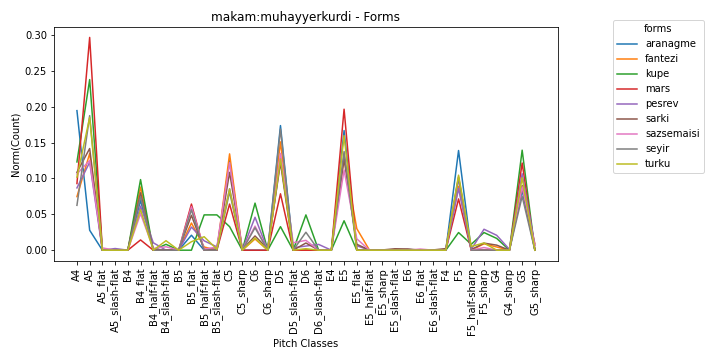 makam:muhayyerkurdi - Forms
forms
aranagme
fantezi
kupe
mars
pesrev
sarki
sazsemaisi
seyir
turku
Norm(Count)
0.30
0.25
0.20
0.15
0.10
0.05
0.00
A4
A5
A5_flat
A5_slash-flat
B4
B4_flat
B4_half-flat
B4_slash-flat
B5
B5_flat
B5_half-flat
B5_slash-flat
C5
C5_sharp
C6
C6_sharp
D5
D5_slash-flat
D6
D6_slash-flat
E4
E5
E5_flat
E5_half-flat
E5_sharp
E5_slash-flat
E6
E6_flat
E6_slash-flat
F4
F5
F5_half-sharp
F5_sharp
G4
G4_sharp
G5
G5_sharp
Pitch Classes